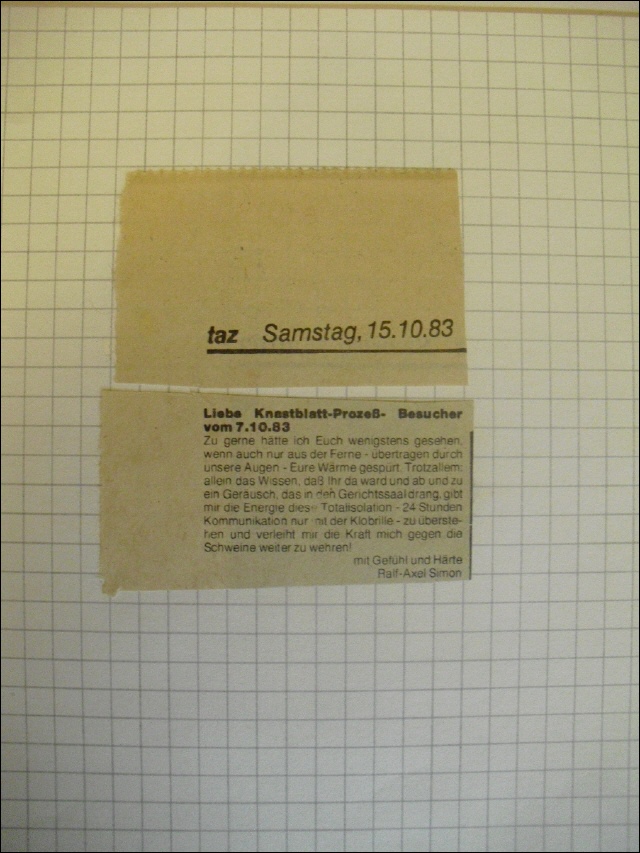 taz Samstag, 15.10.83
Liebe Knastblatt-Prozeß- Besucher
vom 7.10.83
Zu gerne hätte ich Euch wenigstens gesehen,
wenn auch nur aus der Ferne - übertragen durch
unsere Augen - Eure Wärme gespürt. Trotzallem:
allein das Wissen, daß Ihr da ward und ab und zu
ein Geräusch, das in den Gerichtssaal drang, gibt
mir die Energie diese Totalisolation - 24 Stunden
Kommunikation nur mit der Klobrille - zu überste-
hen und verleiht mir die Kraft mich gegen die
Schweine weiter zu wehren!
mit Gefühl und Härte
Ralf-Axel Simon